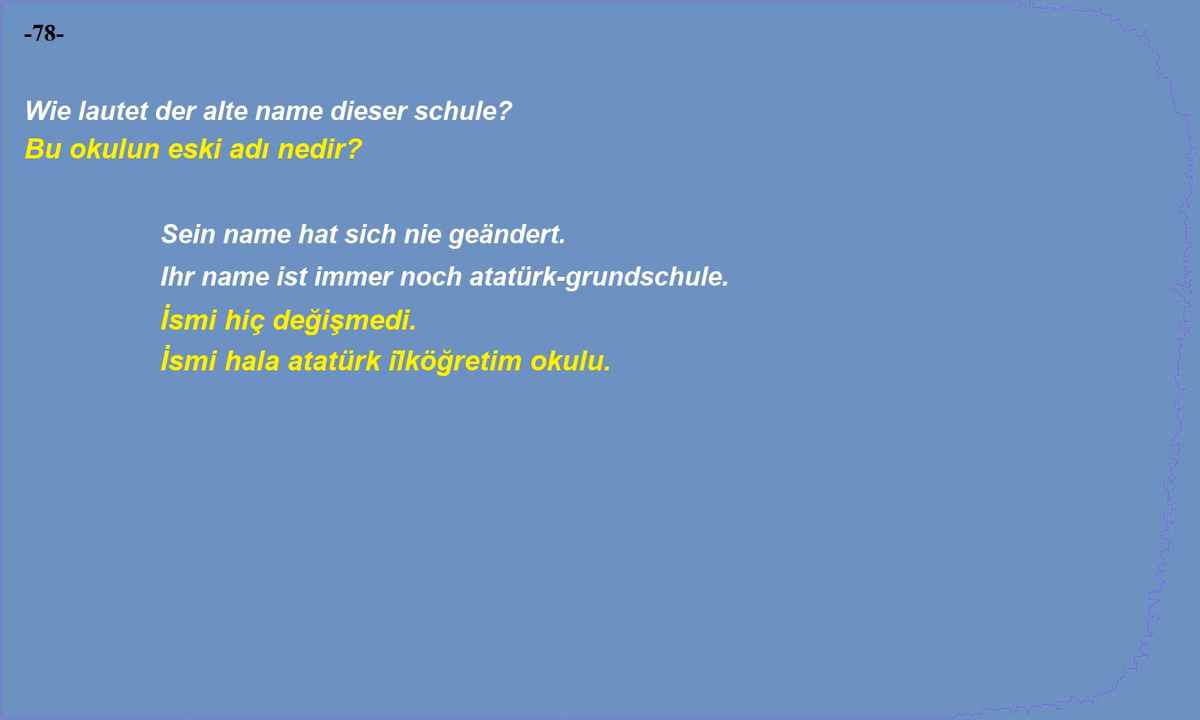 -78-
Wie lautet der alte name dieser schule?
Bu okulun eski adı nedir?
Sein name hat sich nie geändert.
Ihr name ist immer noch atatürk-grundschule.
İsmi hiç değişmedi.
İsmi hala atatürk i̇lköğretim okulu.